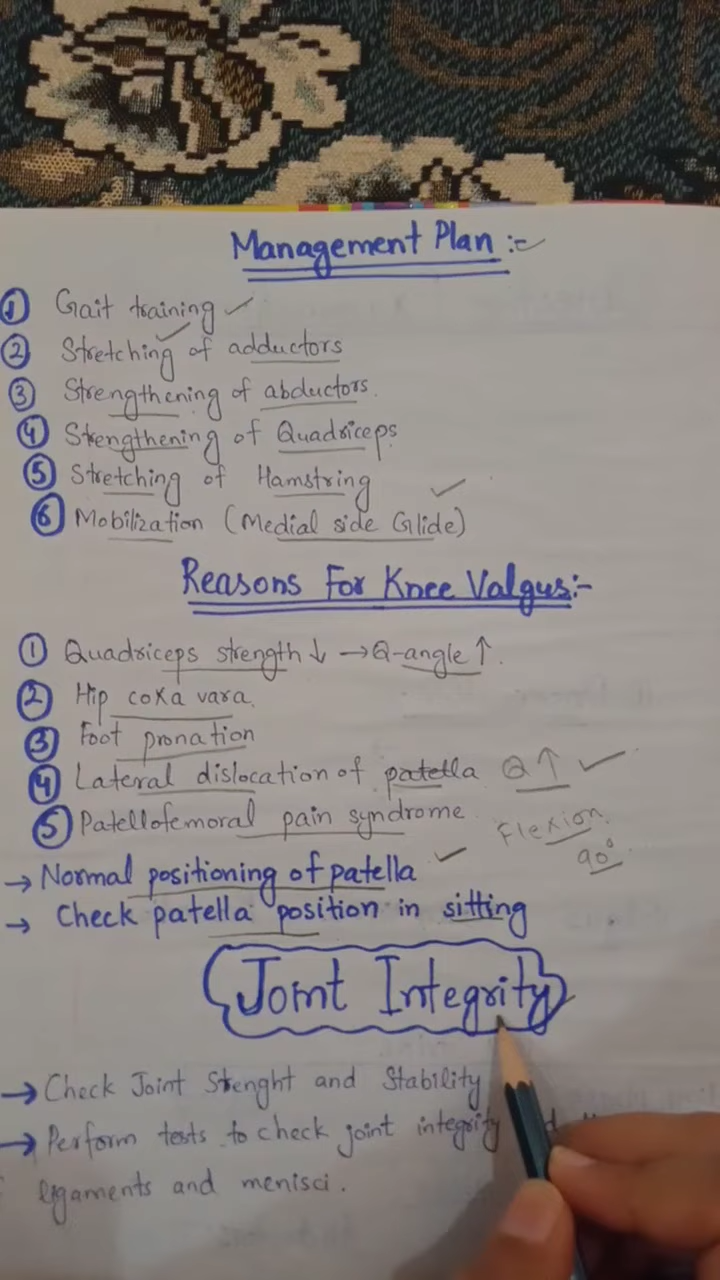 Management Plan :-
① Gait training ✓
② Stretching of adductors
③ Strengthening of abductors.
④ Strengthening of Quadriceps
⑤ Stretching of Hamstring
⑥ Mobilization (Medial side Glide)
Reasons For Knee Valgus:-
① Quadriceps strength ↓ → Q-angle ↑.
② Hip coxa vara.
③ Foot pronation
④ Lateral dislocation of patella Q ↑ ✓
⑤ Patellofemoral pain syndrome
Flexion.
90°
→ Normal positioning of patella ✓
→ Check patella position in sitting
Joint Integrity
→ Check Joint Stenght and Stability
→ Perform tests to check joint integrity
ligaments and menisci.